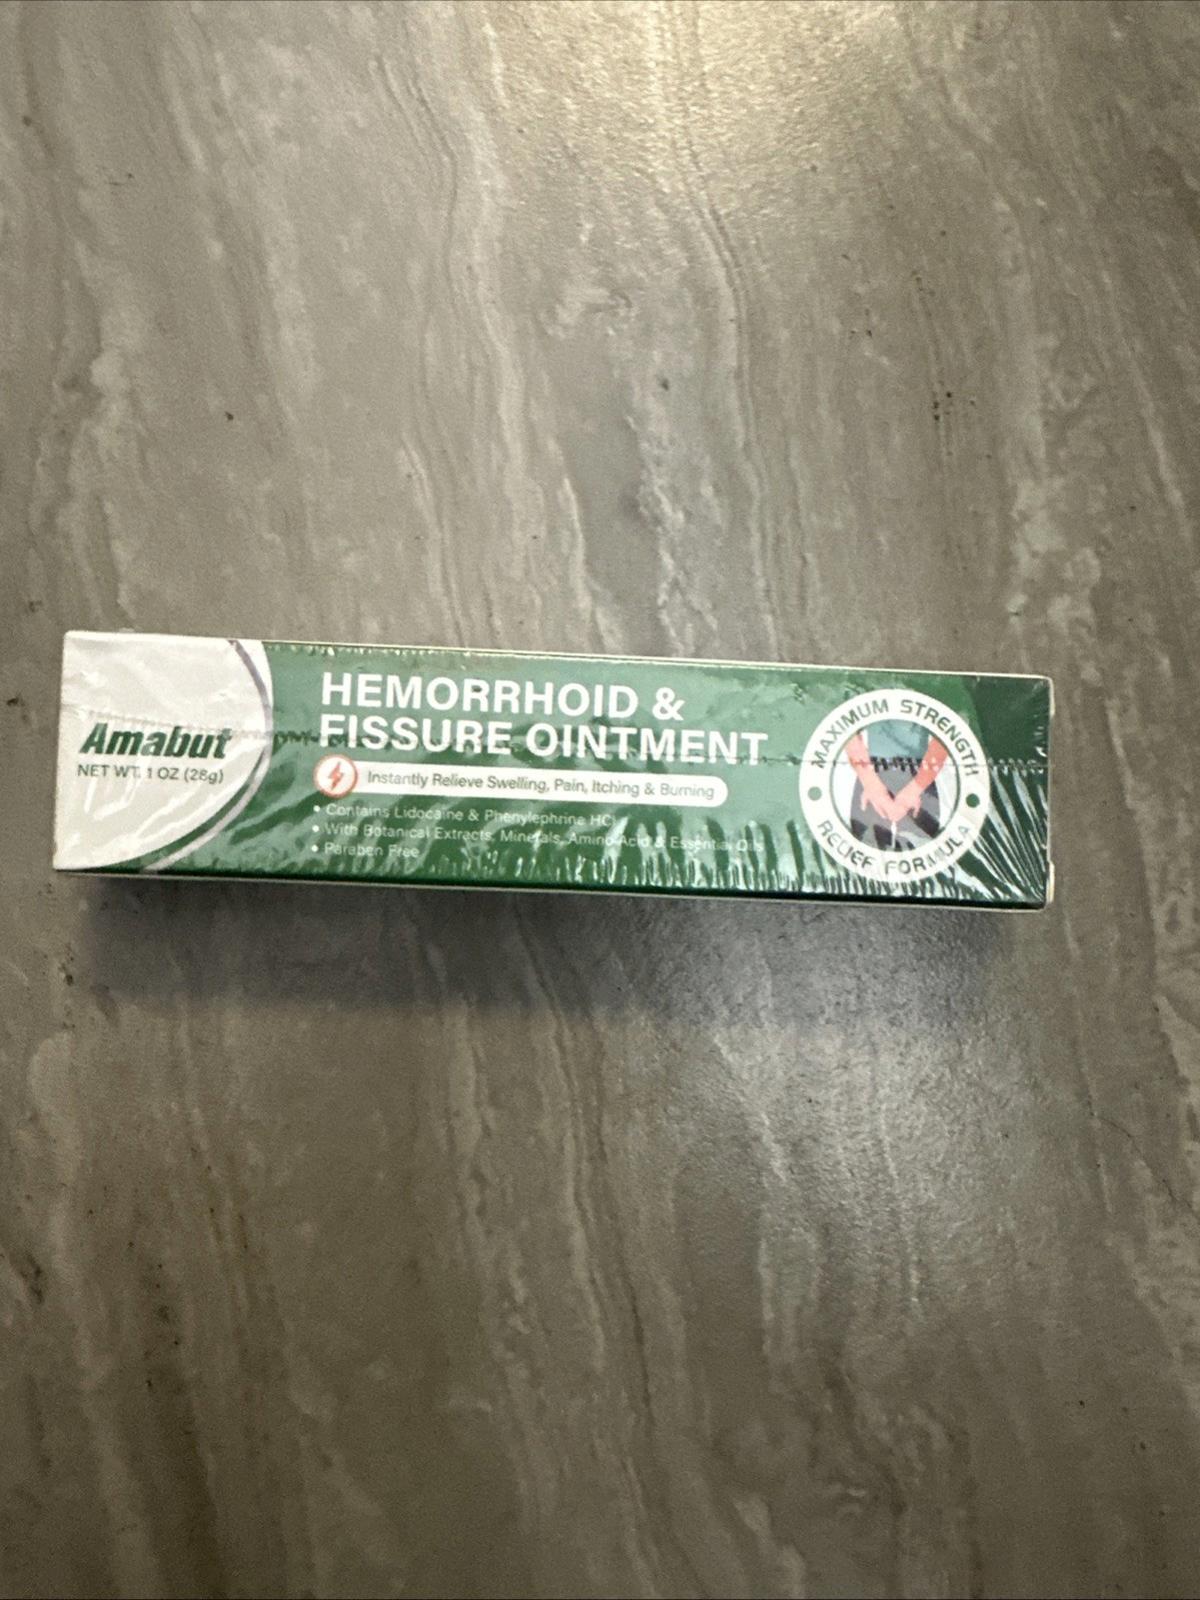 Amabut
NET WT. 1 OZ (28g)
HEMORRHOID &
FISSURE OINTMENT
Instantly Relieve Swelling, Pain, Itching & Burning
• Contains Lidocaine & Phenylephrine HCl
• With Botanical Extracts, Minerals, Amino Acid & Essential Oils
• Paraben Free
MAXIMUM STRENGTH
RELIEF FORMULA